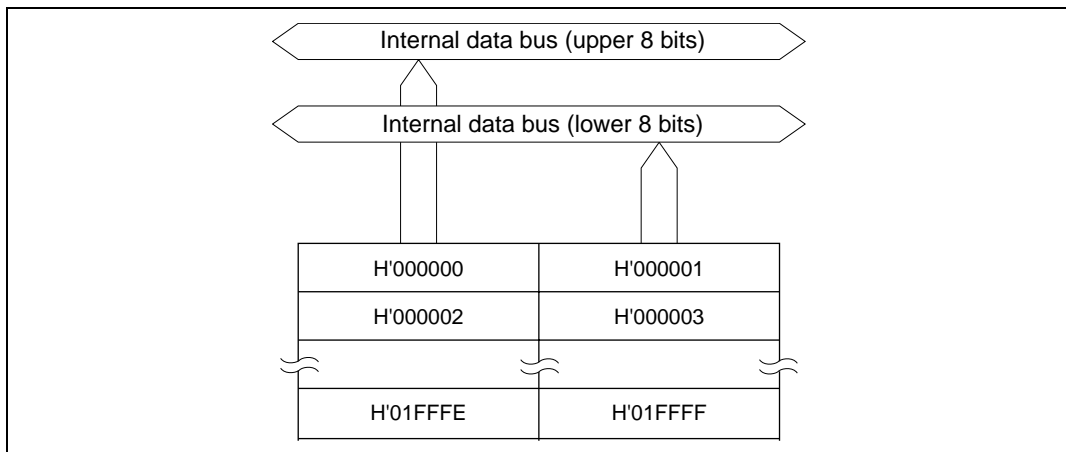 Internal data bus (upper 8 bits)
Internal data bus (lower 8 bits)
H'000000 H'000001
H'000002 H'000003
H'01FFFE H'01FFFF